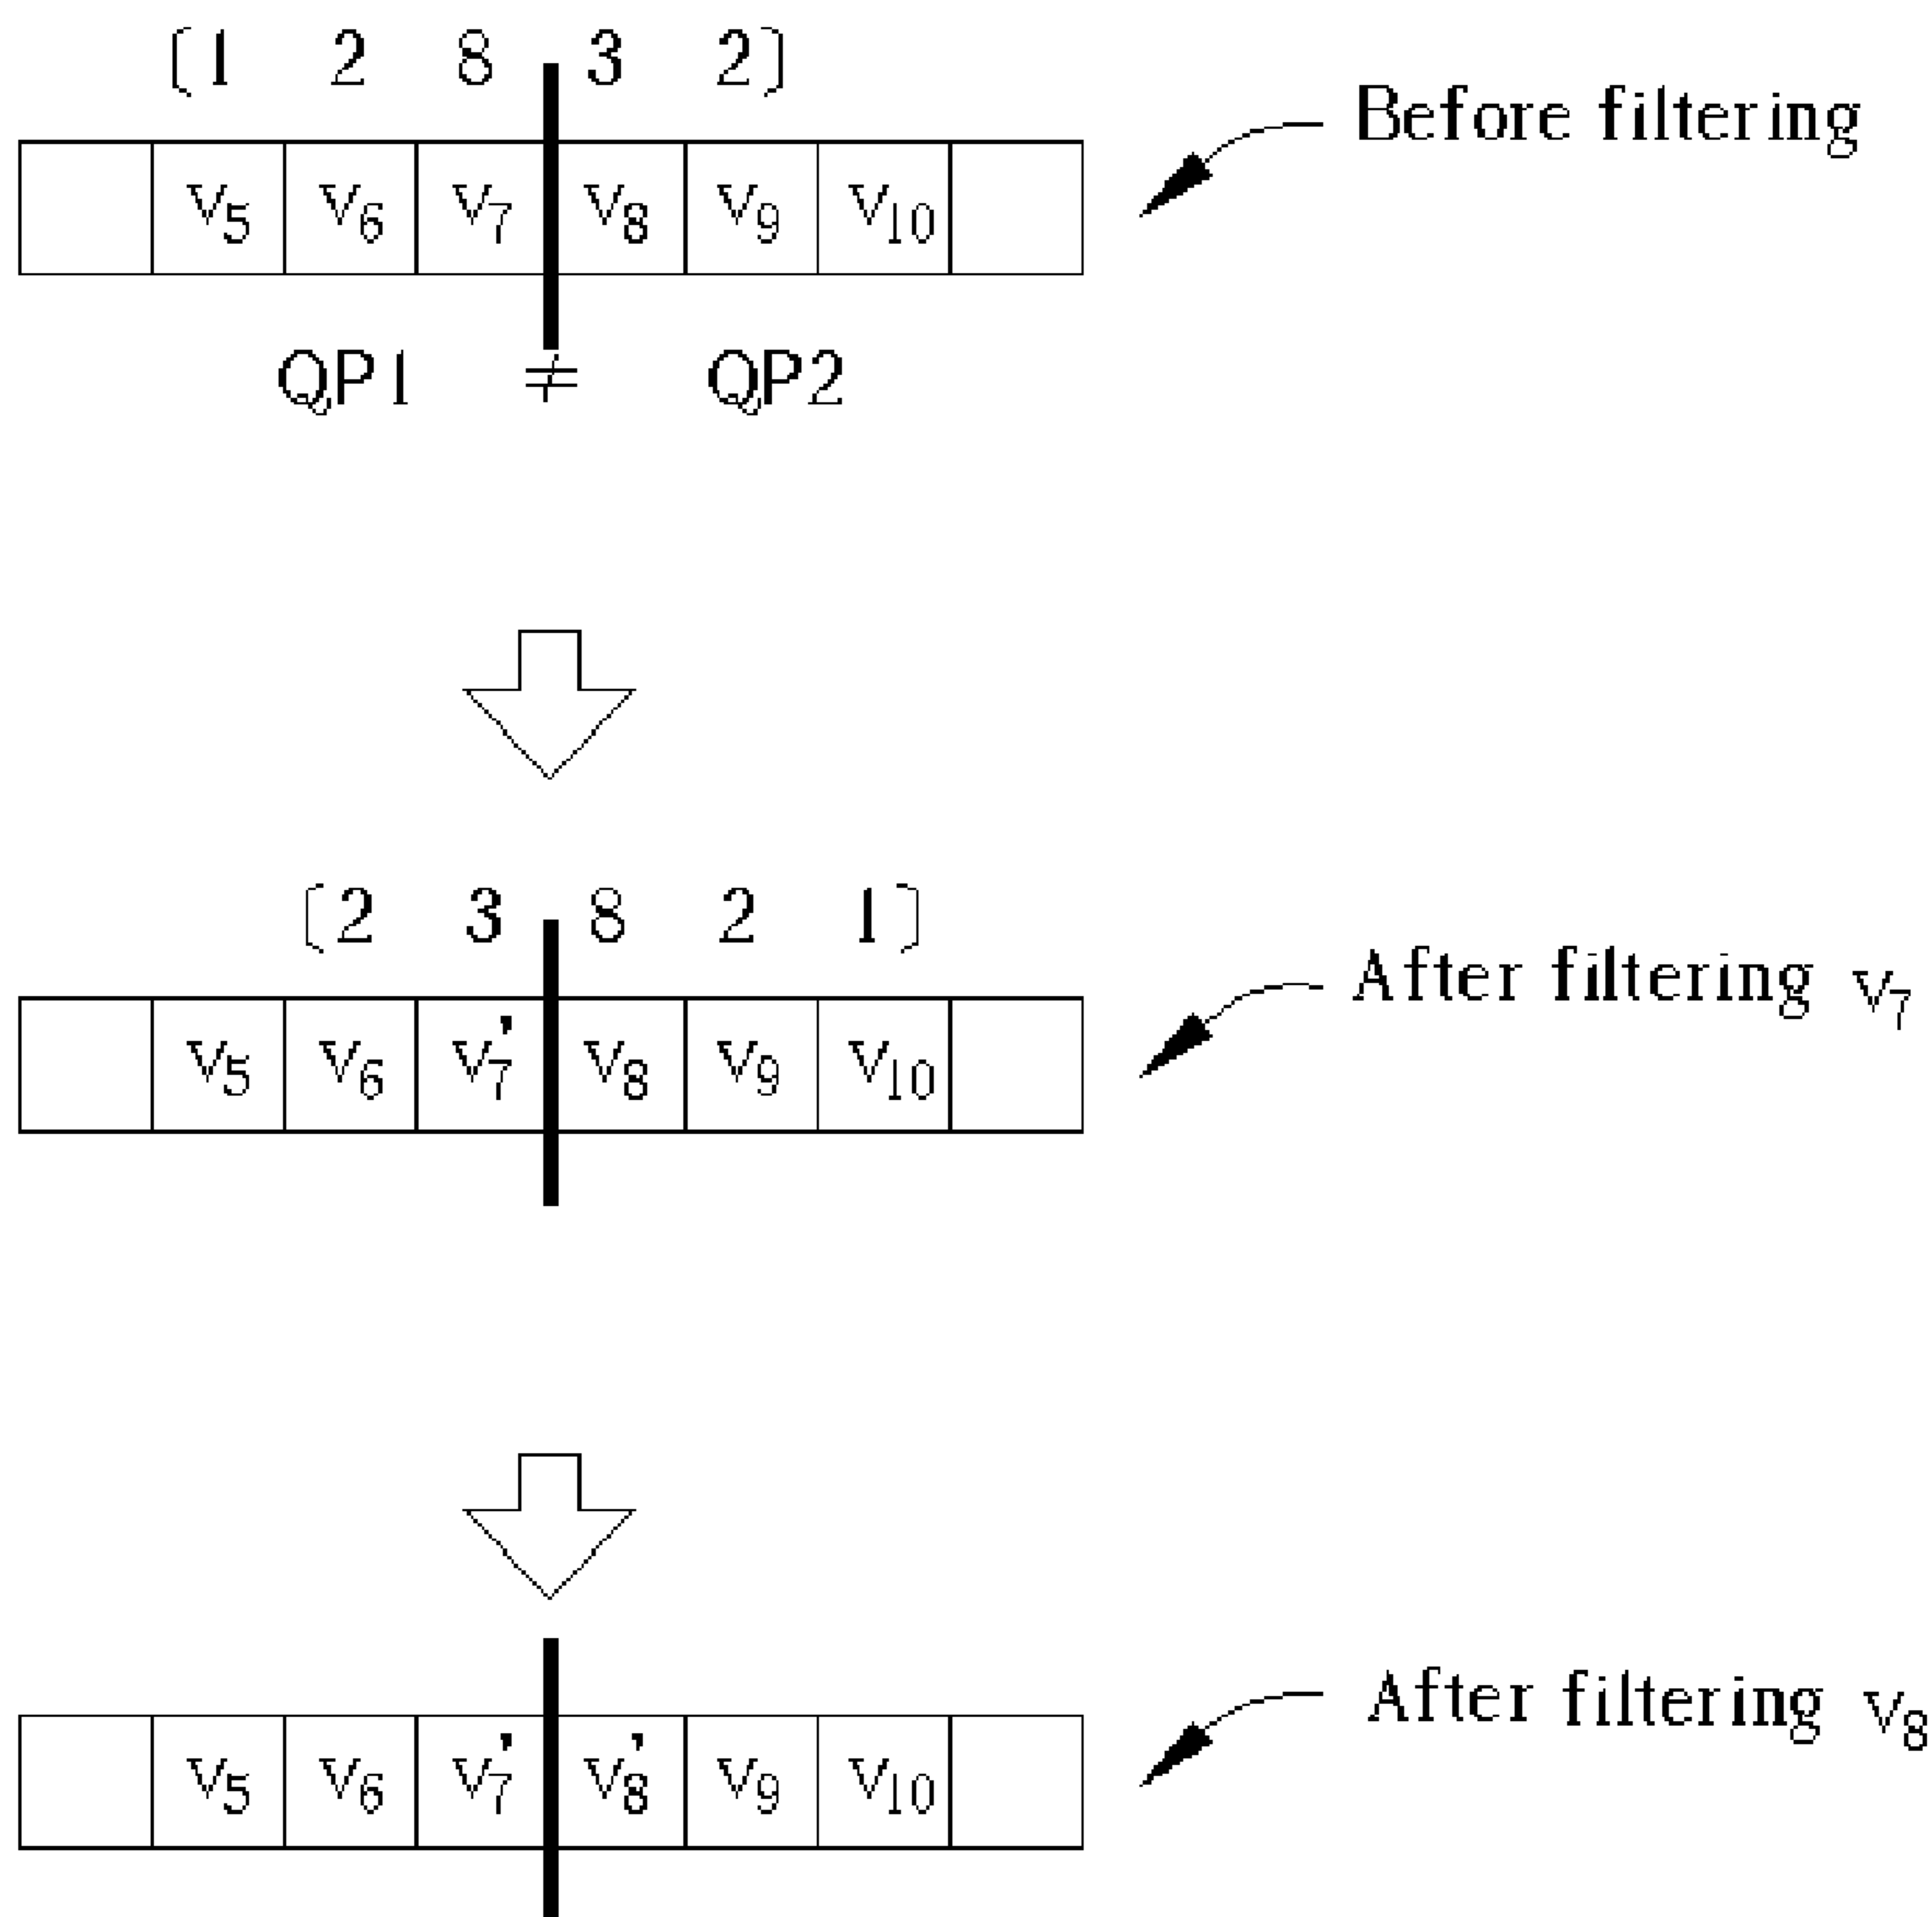 (1 2 8 3 2)
Before filtering
V5 V6 V7 V8 V9 V10
QP1 ≠ QP2
(2 3 8 2 1)
After filtering V7
V5 V6 V7' V8 V9 V10
After filtering V8
V5 V6 V7' V8' V9 V10